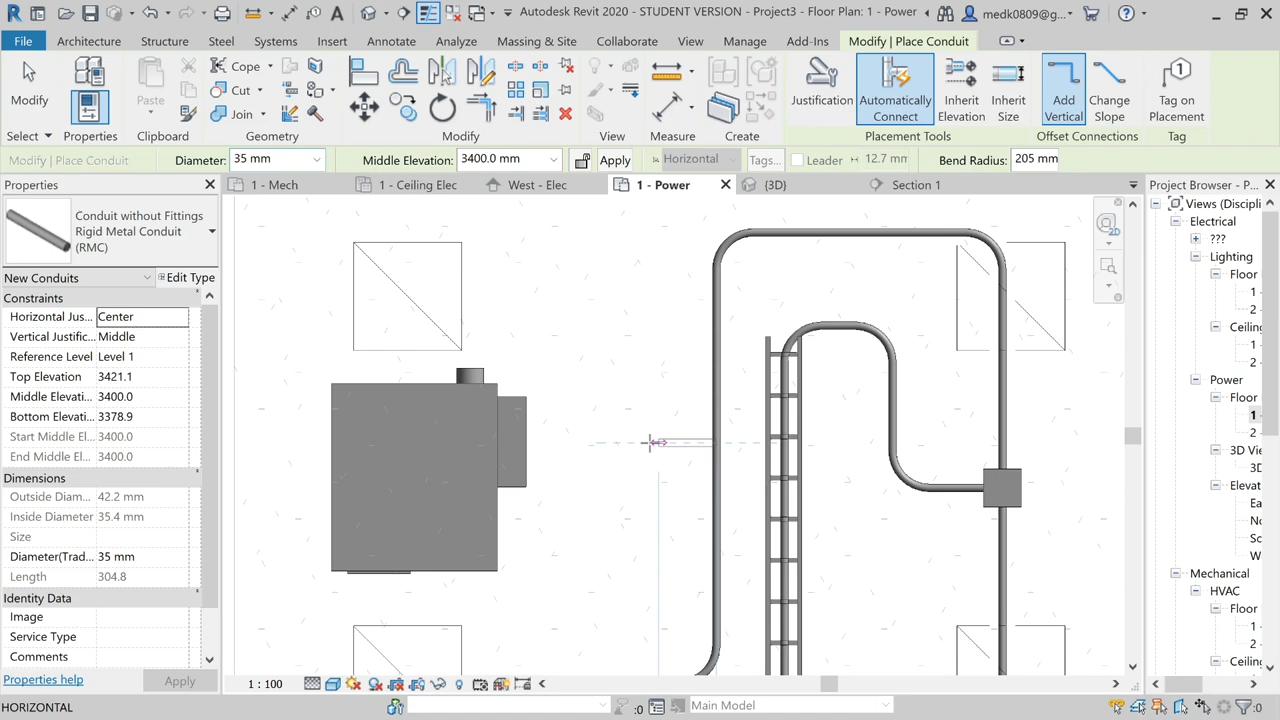 Autodesk Revit 2020 - STUDENT VERSION - Project3 - Floor Plan: 1 - Power
medk0809@g...
File Architecture Structure Steel Systems Insert Annotate Analyze Massing & Site Collaborate View Manage Add-Ins Modify | Place Conduit
Modify
Properties
Paste
Cope
Cut
Join
Justification
Automatically
Connect
Inherit
Elevation
Inherit
Size
Add
Vertical
Change
Slope
Tag on
Placement
Select Properties Clipboard Geometry Modify View Measure Create Placement Tools Offset Connections Tag
Modify | Place Conduit Diameter: 35 mm Middle Elevation: 3400.0 mm Apply Horizontal Tags... Leader 12.7 mm Bend Radius: 205 mm
Properties
1 - Mech 1 - Ceiling Elec West - Elec 1 - Power {3D} Section 1
Project Browser - P...
Conduit without Fittings
Rigid Metal Conduit
(RMC)
New Conduits Edit Type
Constraints
Horizontal Jus... Center
Vertical Justific... Middle
Reference Level Level 1
Top Elevation 3421.1
Middle Elevati... 3400.0
Bottom Elevati... 3378.9
Start Middle El... 3400.0
End Middle El... 3400.0
Dimensions
Outside Diam... 42.2 mm
Inside Diameter 35.4 mm
Size
Diameter(Trad... 35 mm
Length 304.8
Identity Data
Image
Service Type
Comments
Properties help Apply
2D
Views (Discipli
Electrical
???
Lighting
Floor
1
2
Ceiling
1
2
Power
Floor
1
2
3D Vie
3D
Elevat
Ea
No
So
W
Mechanical
HVAC
Floor
1
2
Ceilin
1 : 100
HORIZONTAL
:0
Main Model
:0